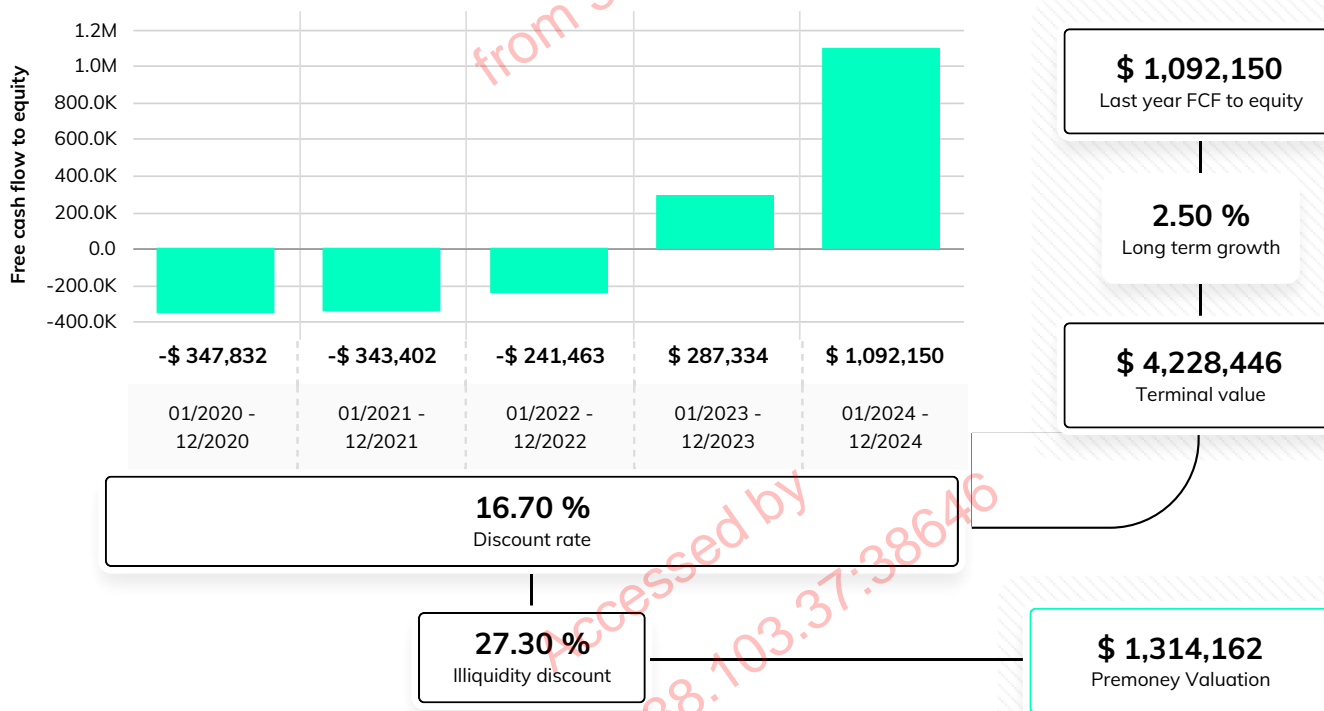 Free cash flow to equity
1.2M
1.0M
800.0K
600.0K
400.0K
200.0K
0.0
-200.0K
-400.0K
-$ 347,832
-$ 343,402
-$ 241,463
$ 287,334
$ 1,092,150
01/2020 -
12/2020
01/2021 -
12/2021
01/2022 -
12/2022
01/2023 -
12/2023
01/2024 -
12/2024
16.70 %
Discount rate
27.30 %
Illiquidity discount
$ 1,092,150
Last year FCF to equity
2.50 %
Long term growth
$ 4,228,446
Terminal value
$ 1,314,162
Premoney Valuation
from
Accessed by
38.103.37:38646